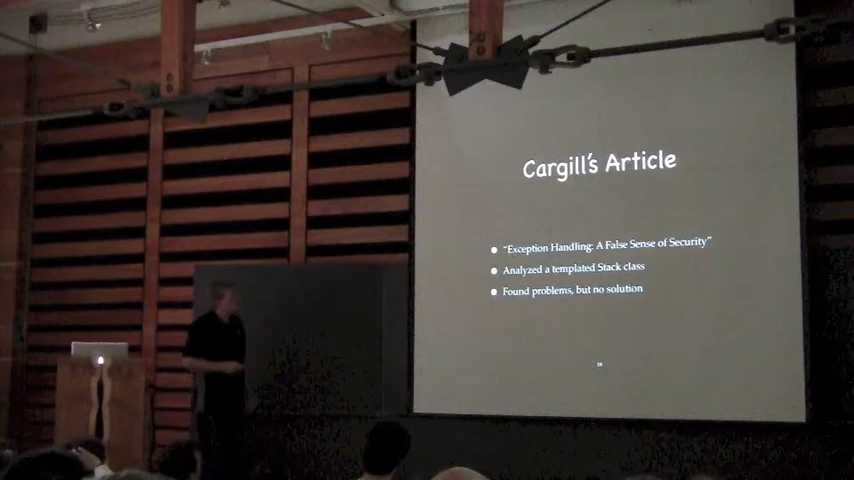 Cargill's Article
"Exception Handling: A False Sense of Security"
Analyzed a templated Stack class
Found problems, but no solution